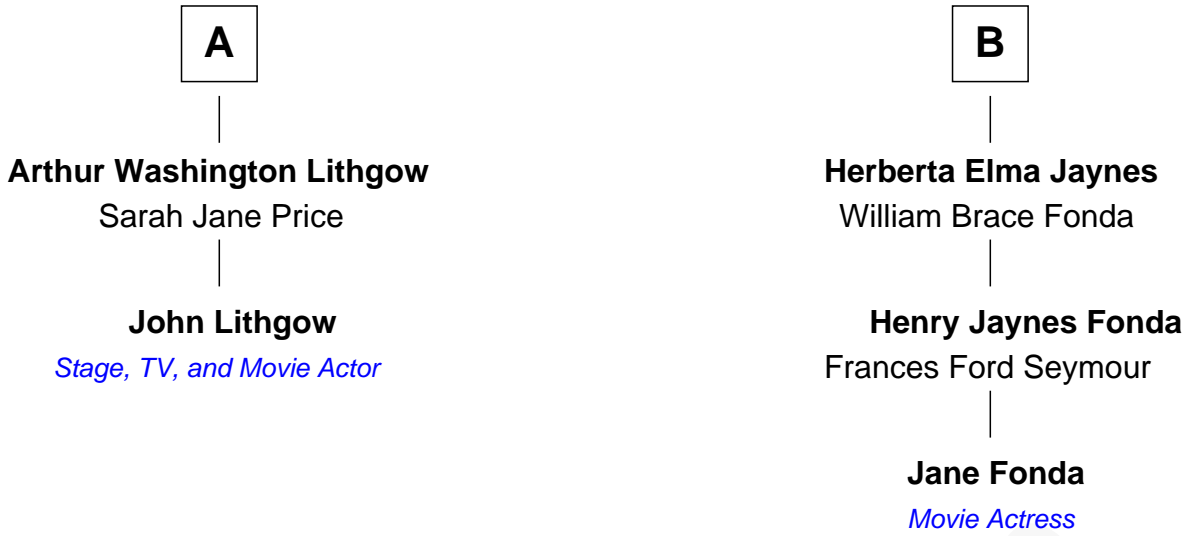 A
Arthur Washington Lithgow
Sarah Jane Price
John Lithgow
Stage, TV, and Movie Actor
B
Herberta Elma Jaynes
William Brace Fonda
Henry Jaynes Fonda
Frances Ford Seymour
Jane Fonda
Movie Actress